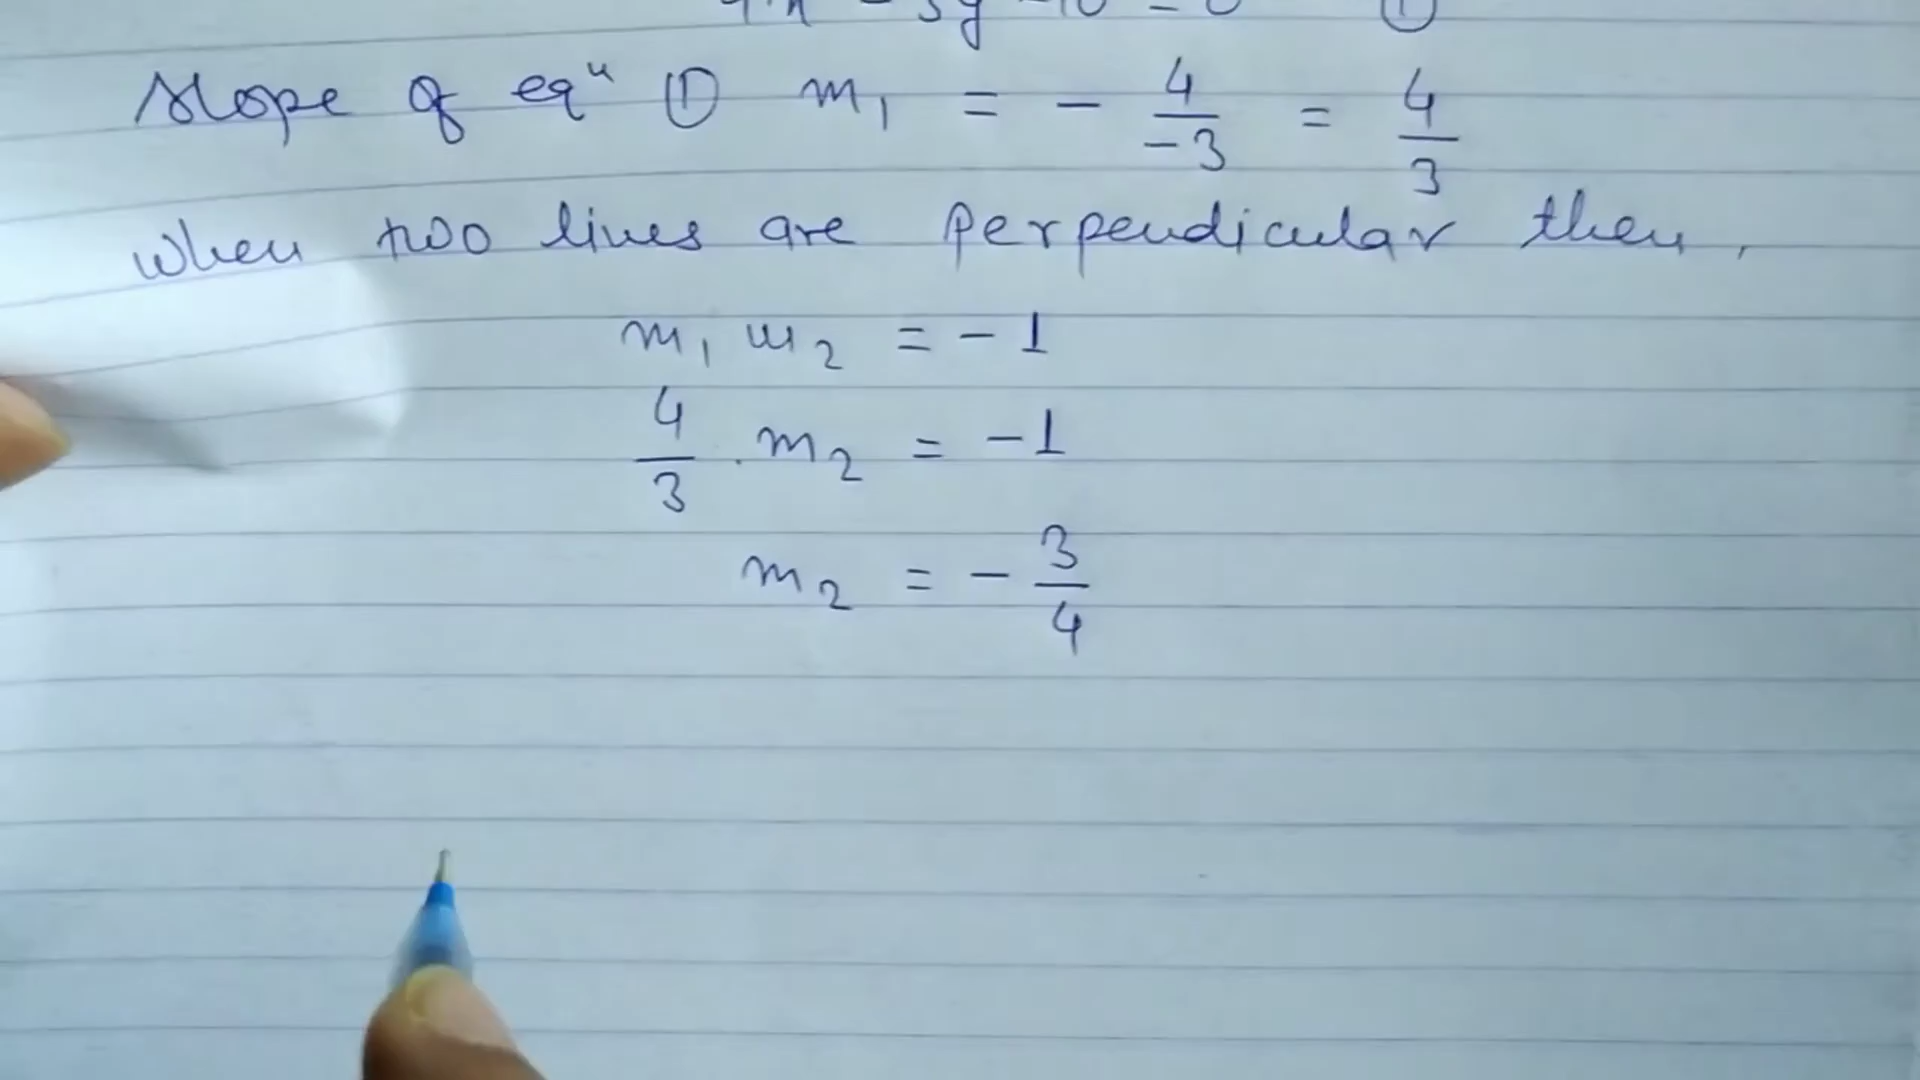 slope of eqⁿ ① m₁ = - 4/-3 = 4/3
when two lines are perpendicular then,
m₁ m₂ = -1
4/3 . m₂ = -1
m₂ = - 3/4